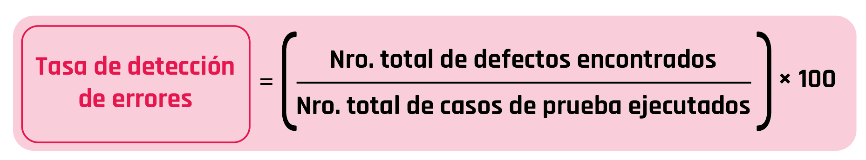 Tasa de detección
de errores
=
Nro. total de defectos encontrados
Nro. total de casos de prueba ejecutados
× 100